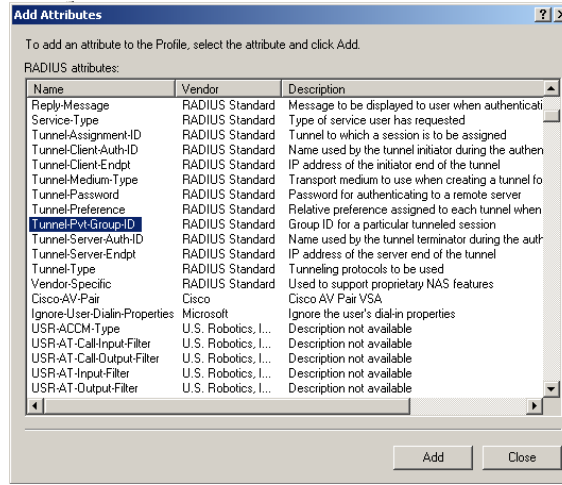 Add Attributes
To add an attribute to the Profile, select the attribute and click Add.
RADIUS attributes:
Name Vendor Description
Reply-Message RADIUS Standard Message to be displayed to user when authenticati
Service-Type RADIUS Standard Type of service user has requested
Tunnel-Assignment-ID RADIUS Standard Tunnel to which a session is to be assigned
Tunnel-Client-Auth-ID RADIUS Standard Name used by the tunnel initiator during the authen
Tunnel-Client-Endpt RADIUS Standard IP address of the initiator end of the tunnel
Tunnel-Medium-Type RADIUS Standard Transport medium to use when creating a tunnel fo
Tunnel-Password RADIUS Standard Password for authenticating to a remote server
Tunnel-Preference RADIUS Standard Relative preference assigned to each tunnel when
Tunnel-Pvt-Group-ID RADIUS Standard Group ID for a particular tunneled session
Tunnel-Server-Auth-ID RADIUS Standard Name used by the tunnel terminator during the auth
Tunnel-Server-Endpt RADIUS Standard IP address of the server end of the tunnel
Tunnel-Type RADIUS Standard Tunneling protocols to be used
Vendor-Specific RADIUS Standard Used to support proprietary NAS features
Cisco-AV-Pair Cisco Cisco AV Pair VSA
Ignore-User-Dialin-Properties Microsoft Ignore the user's dial-in properties
USR-ACCM-Type U.S. Robotics, I... Description not available
USR-AT-Call-Input-Filter U.S. Robotics, I... Description not available
USR-AT-Call-Output-Filter U.S. Robotics, I... Description not available
USR-AT-Input-Filter U.S. Robotics, I... Description not available
USR-AT-Output-Filter U.S. Robotics, I... Description not available
Add Close